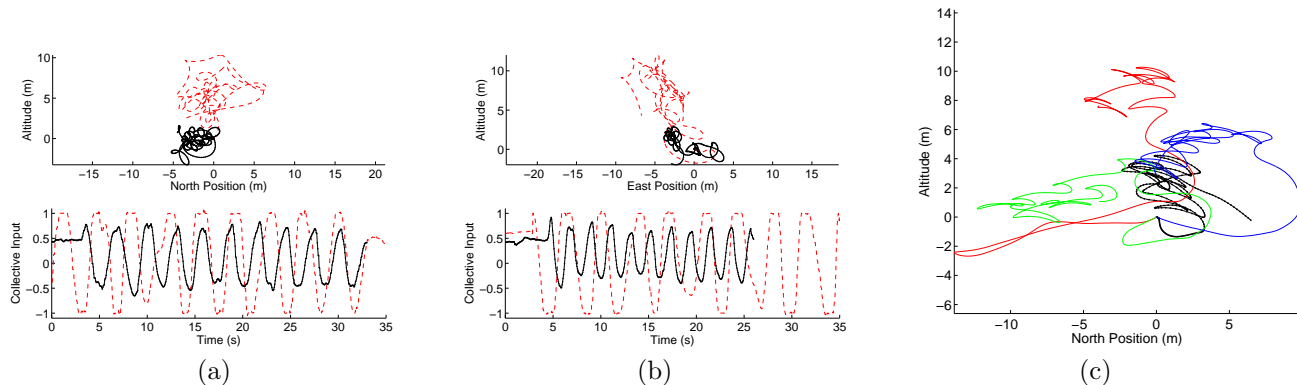 10
5
0
Altitude (m)
−15 −10 −5 0 5 10 15 20
North Position (m)
1
0.5
0
−0.5
−1
Collective Input
0 5 10 15 20 25 30 35
Time (s)
(a)
10
5
0
Altitude (m)
−20 −15 −10 −5 0 5 10 15
East Position (m)
1
0.5
0
−0.5
−1
Collective Input
0 5 10 15 20 25 30 35
Time (s)
(b)
14
12
10
8
6
4
2
0
−2
−4
−6
Altitude (m)
−10 −5 0 5
North Position (m)
(c)